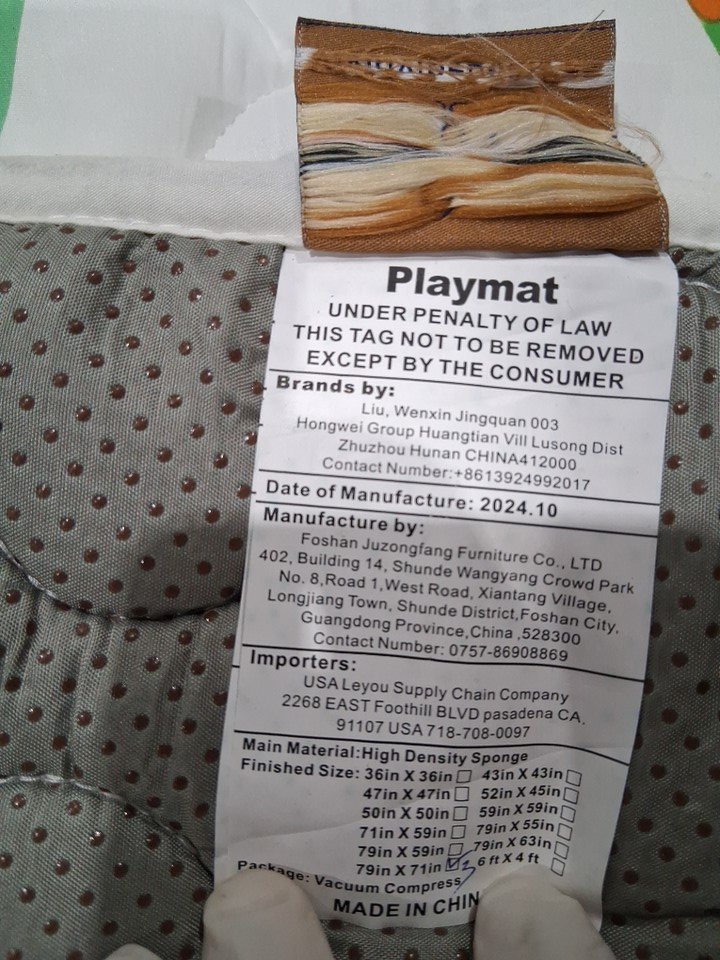 Playmat
UNDER PENALTY OF LAW
THIS TAG NOT TO BE REMOVED
EXCEPT BY THE CONSUMER
Brands by:
Liu, Wenxin Jingquan 003
Hongwei Group Huangtian Vill Lusong Dist
Zhuzhou Hunan CHINA412000
Contact Number:+8613924992017
Date of Manufacture: 2024.10
Manufacture by:
Foshan Juzongfang Furniture Co., LTD
402, Building 14, Shunde Wangyang Crowd Park
No. 8,Road 1,West Road, Xiantang Village,
Longjiang Town, Shunde District,Foshan City,
Guangdong Province,China ,528300
Contact Number: 0757-86908869
Importers:
USA Leyou Supply Chain Company
2268 EAST Foothill BLVD pasadena CA,
91107 USA 718-708-0097
Main Material:High Density Sponge
Finished Size: 36in X 36in □ 43in X 43in □
47in X 47in □ 52in X 45in □
50in X 50in □ 59in X 59in □
71in X 59in □ 79in X 55in □
79in X 59in □ 79in X 63in □
79in X 71in ☑ 6 ft X 4 ft □
Package: Vacuum Compress
MADE IN CHIN